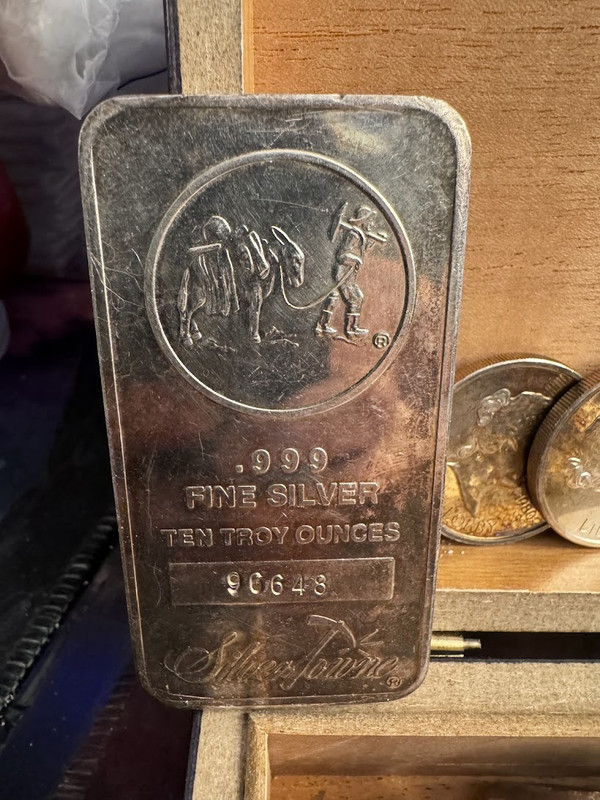 ®
.999
FINE SILVER
TEN TROY OUNCES
96648
SilverTowne®